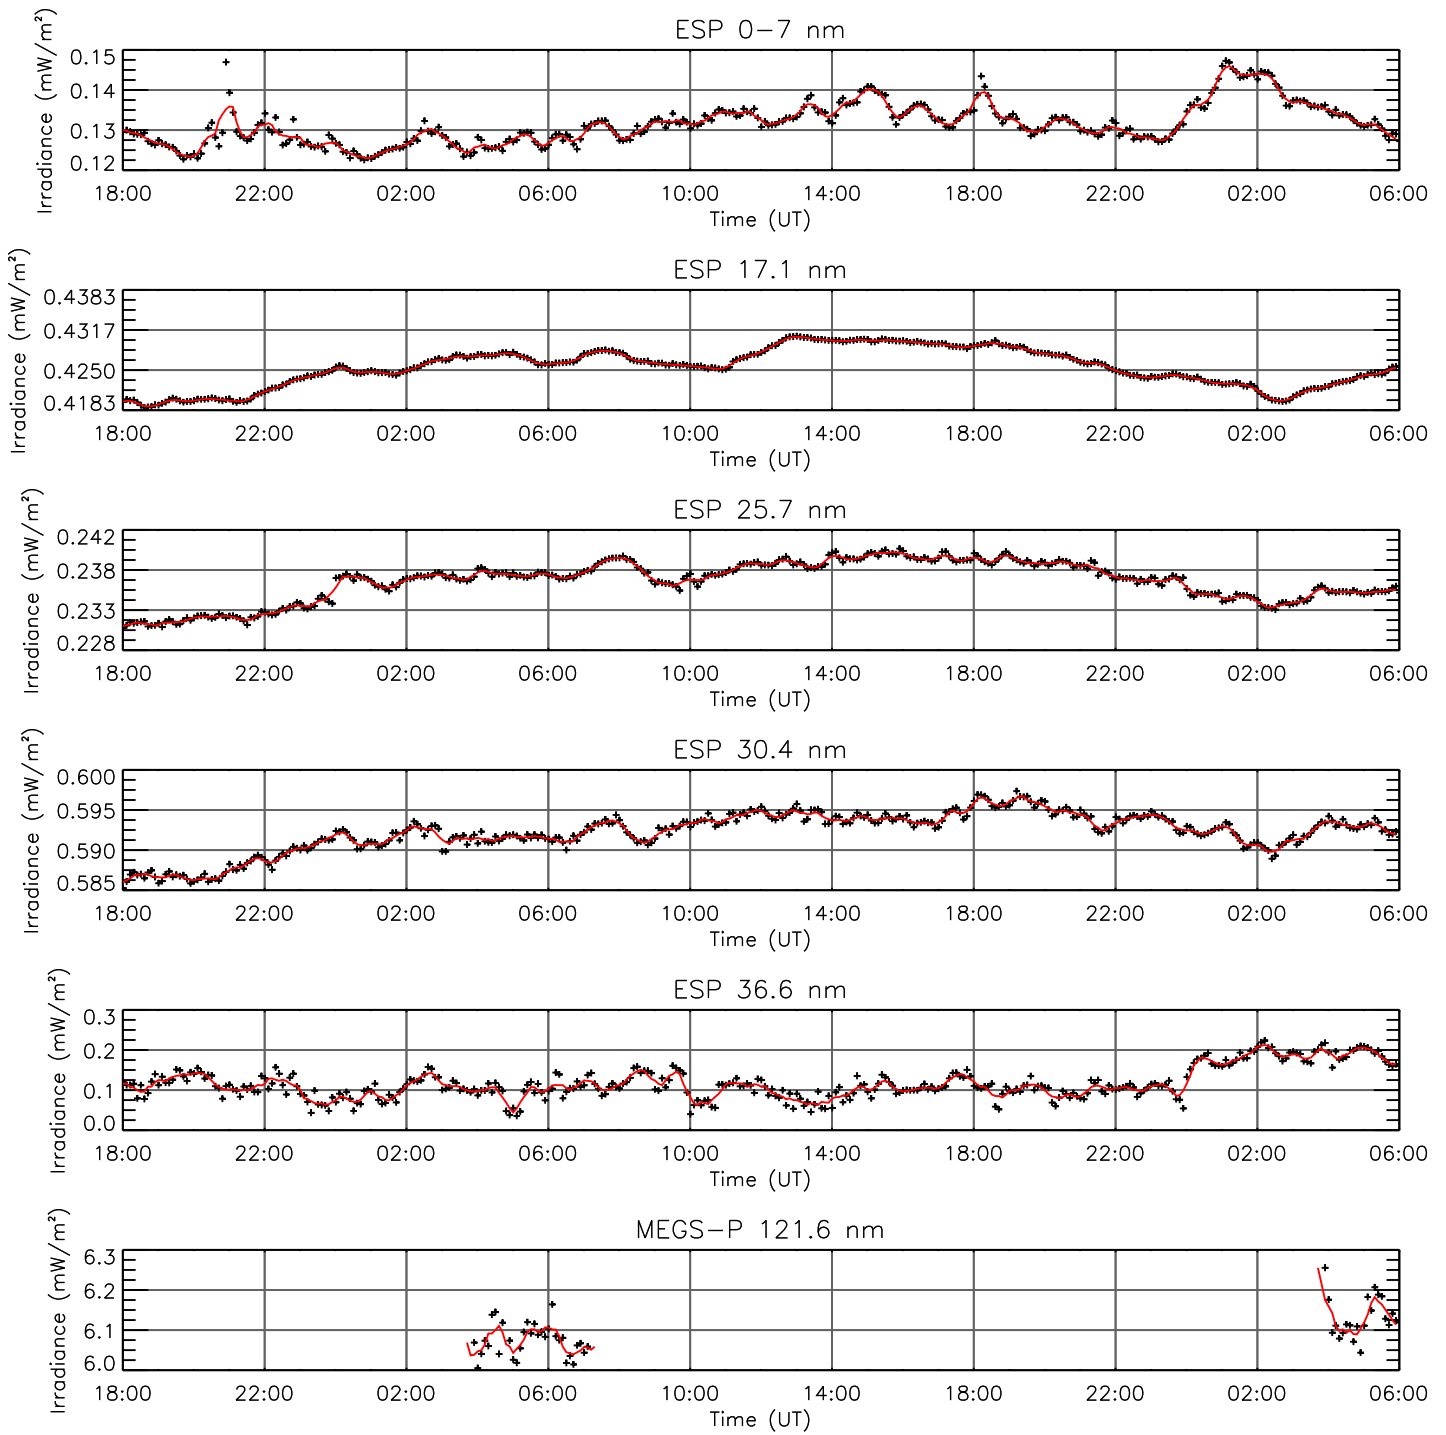 ESP 0−7 nm
Irradiance (mW/m²)
0.15
0.14
0.13
0.12
18:00 22:00 02:00 06:00 10:00 14:00 18:00 22:00 02:00 06:00
Time (UT)
ESP 17.1 nm
Irradiance (mW/m²)
0.4383
0.4317
0.4250
0.4183
18:00 22:00 02:00 06:00 10:00 14:00 18:00 22:00 02:00 06:00
Time (UT)
ESP 25.7 nm
Irradiance (mW/m²)
0.242
0.238
0.233
0.228
18:00 22:00 02:00 06:00 10:00 14:00 18:00 22:00 02:00 06:00
Time (UT)
ESP 30.4 nm
Irradiance (mW/m²)
0.600
0.595
0.590
0.585
18:00 22:00 02:00 06:00 10:00 14:00 18:00 22:00 02:00 06:00
Time (UT)
ESP 36.6 nm
Irradiance (mW/m²)
0.3
0.2
0.1
0.0
18:00 22:00 02:00 06:00 10:00 14:00 18:00 22:00 02:00 06:00
Time (UT)
MEGS−P 121.6 nm
Irradiance (mW/m²)
6.3
6.2
6.1
6.0
18:00 22:00 02:00 06:00 10:00 14:00 18:00 22:00 02:00 06:00
Time (UT)